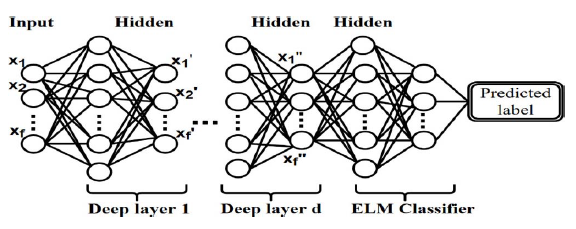 Input Hidden Hidden Hidden
x1
x2
xf
x1'
x2'
xf'
x1"
xf"
Predicted
label
Deep layer 1 Deep layer d ELM Classifier